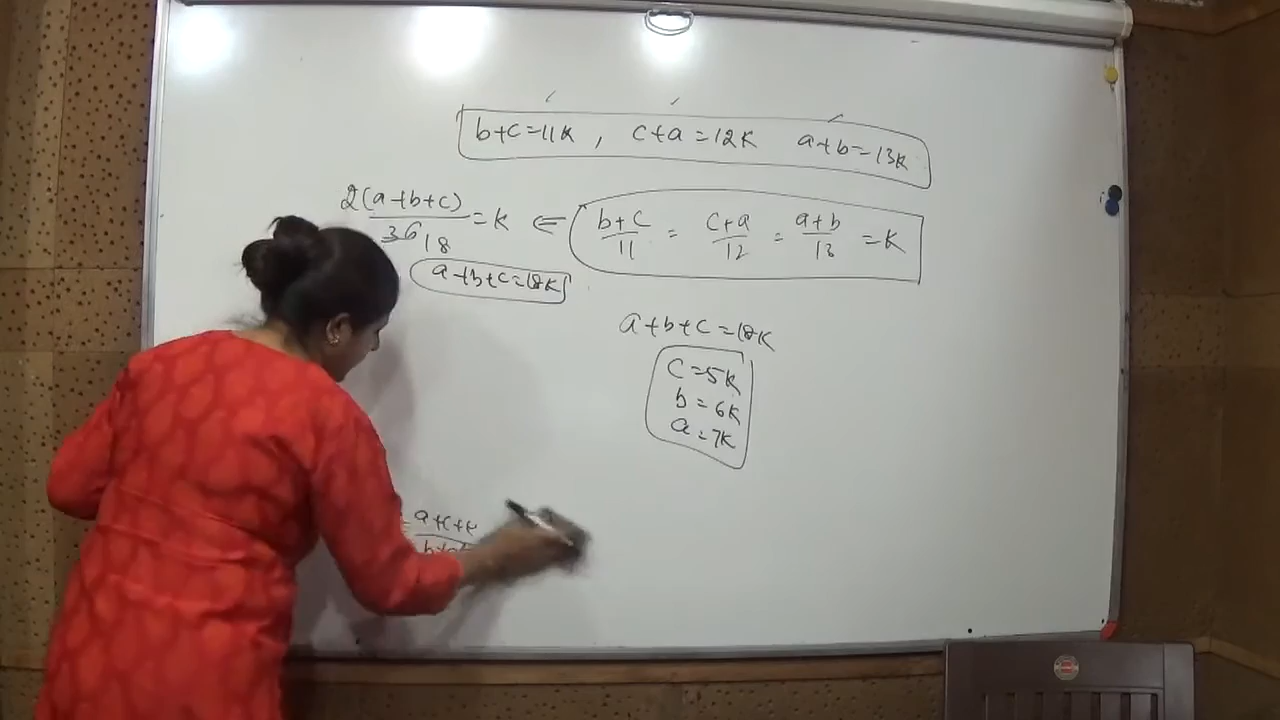 b+c=11K, c+a=12K a+b=13K
2(a+b+c)/36 18 =K ⇐ b+c/11 = c+a/12 = a+b/13 =K
a+b+c=18K
a+b+c=18K
c=5K
b=6K
a=7K